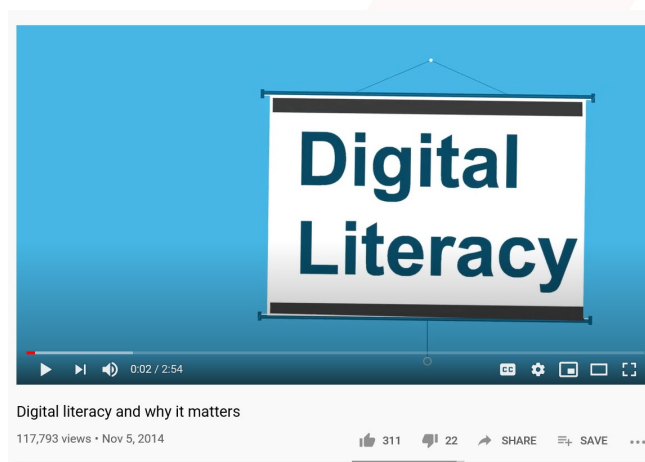 Digital
Literacy
0:02 / 2:54
CC
Digital literacy and why it matters
117,793 views • Nov 5, 2014
311 22 SHARE SAVE